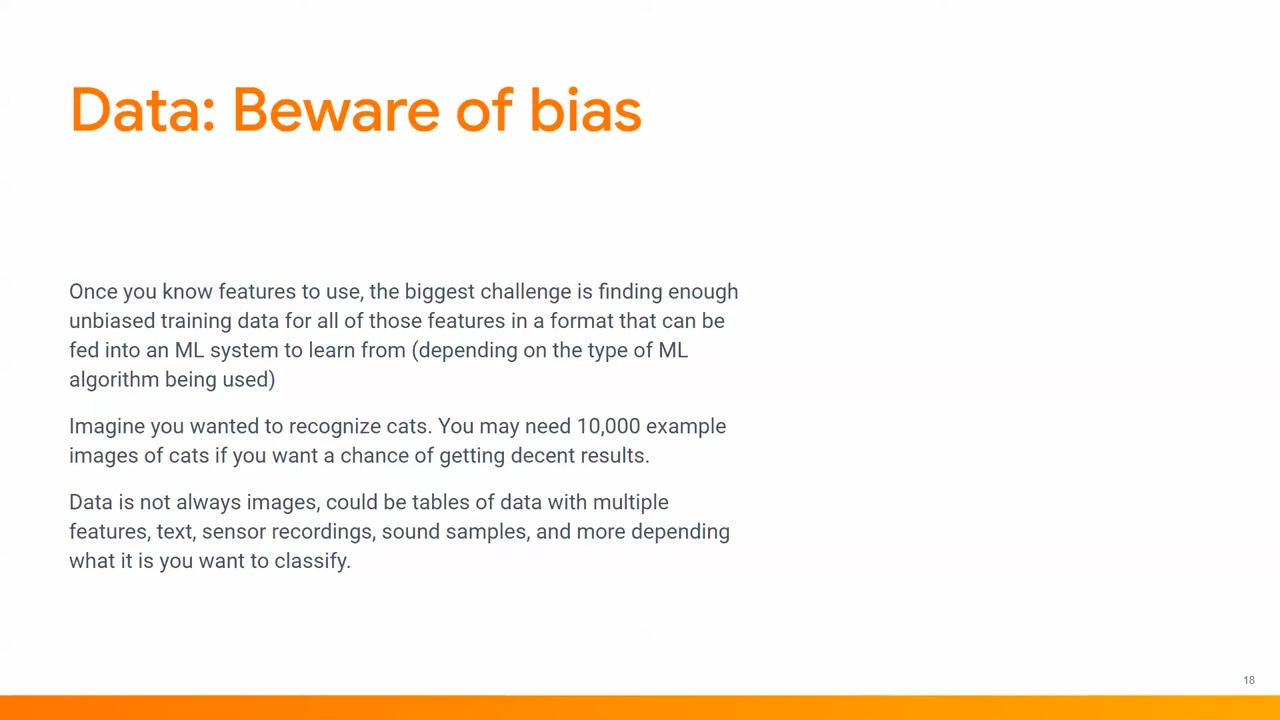 Data: Beware of bias
Once you know features to use, the biggest challenge is finding enough
unbiased training data for all of those features in a format that can be
fed into an ML system to learn from (depending on the type of ML
algorithm being used)
Imagine you wanted to recognize cats. You may need 10,000 example
images of cats if you want a chance of getting decent results.
Data is not always images, could be tables of data with multiple
features, text, sensor recordings, sound samples, and more depending
what it is you want to classify.
18